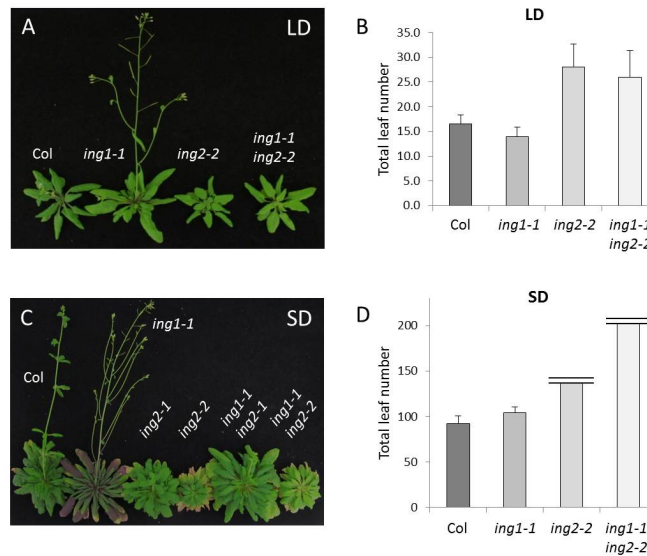 A
LD
Col
ing1-1
ing2-2
ing1-1
ing2-2
B
LD
Total leaf number
35.0
30.0
25.0
20.0
15.0
10.0
5.0
0.0
Col
ing1-1
ing2-2
ing1-1
ing2-2
C
SD
Col
ing1-1
ing2-1
ing2-2
ing1-1
ing2-1
ing1-1
ing2-2
D
SD
Total leaf number
200
150
100
50
0
Col
ing1-1
ing2-2
ing1-1
ing2-2